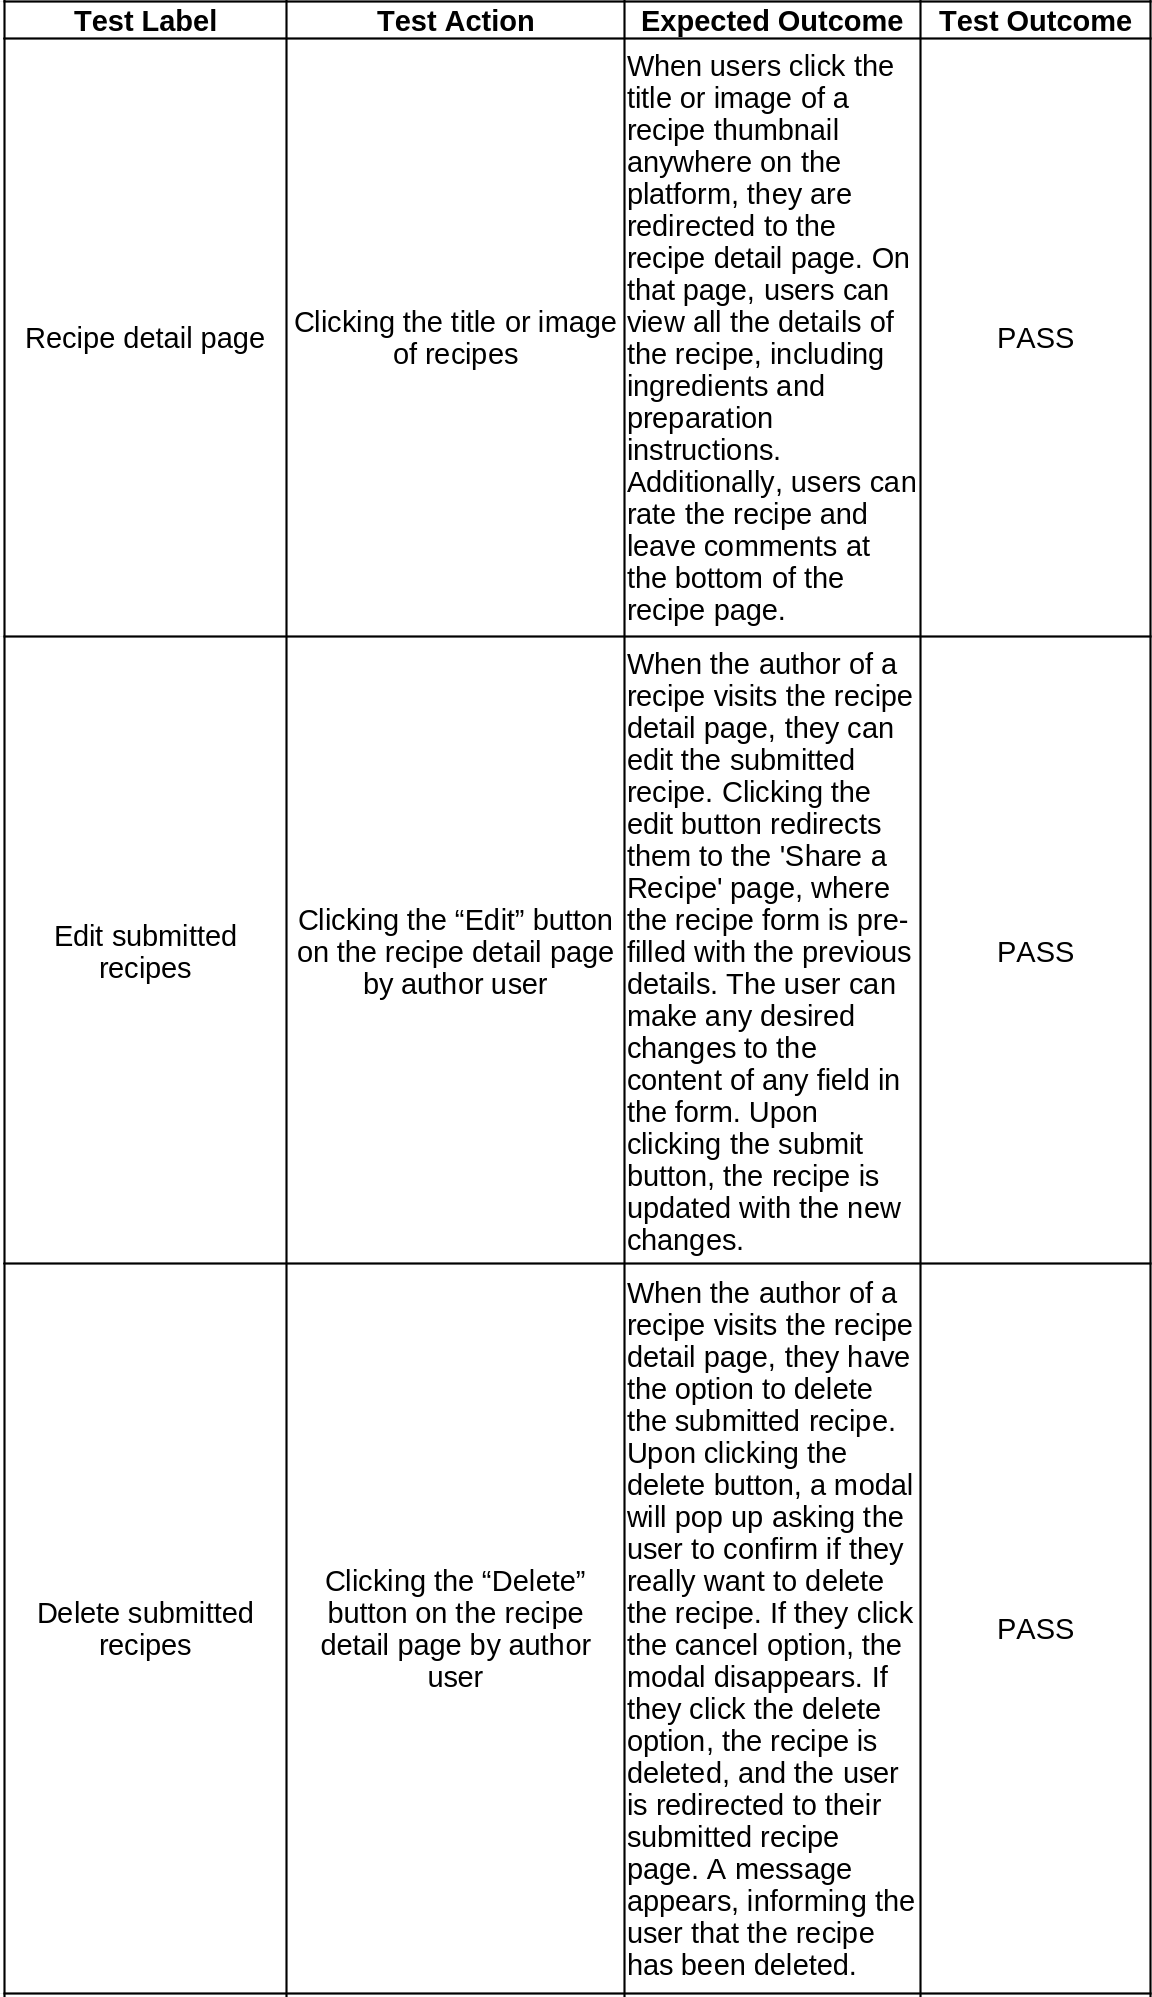 Test Label Test Action Expected Outcome Test Outcome
Recipe detail page
Clicking the title or image
of recipes
When users click the
title or image of a
recipe thumbnail
anywhere on the
platform, they are
redirected to the
recipe detail page. On
that page, users can
view all the details of
the recipe, including
ingredients and
preparation
instructions.
Additionally, users can
rate the recipe and
leave comments at
the bottom of the
recipe page.
PASS
Edit submitted
recipes
Clicking the “Edit” button
on the recipe detail page
by author user
When the author of a
recipe visits the recipe
detail page, they can
edit the submitted
recipe. Clicking the
edit button redirects
them to the 'Share a
Recipe' page, where
the recipe form is pre-
filled with the previous
details. The user can
make any desired
changes to the
content of any field in
the form. Upon
clicking the submit
button, the recipe is
updated with the new
changes.
PASS
Delete submitted
recipes
Clicking the “Delete”
button on the recipe
detail page by author
user
When the author of a
recipe visits the recipe
detail page, they have
the option to delete
the submitted recipe.
Upon clicking the
delete button, a modal
will pop up asking the
user to confirm if they
really want to delete
the recipe. If they click
the cancel option, the
modal disappears. If
they click the delete
option, the recipe is
deleted, and the user
is redirected to their
submitted recipe
page. A message
appears, informing the
user that the recipe
has been deleted.
PASS